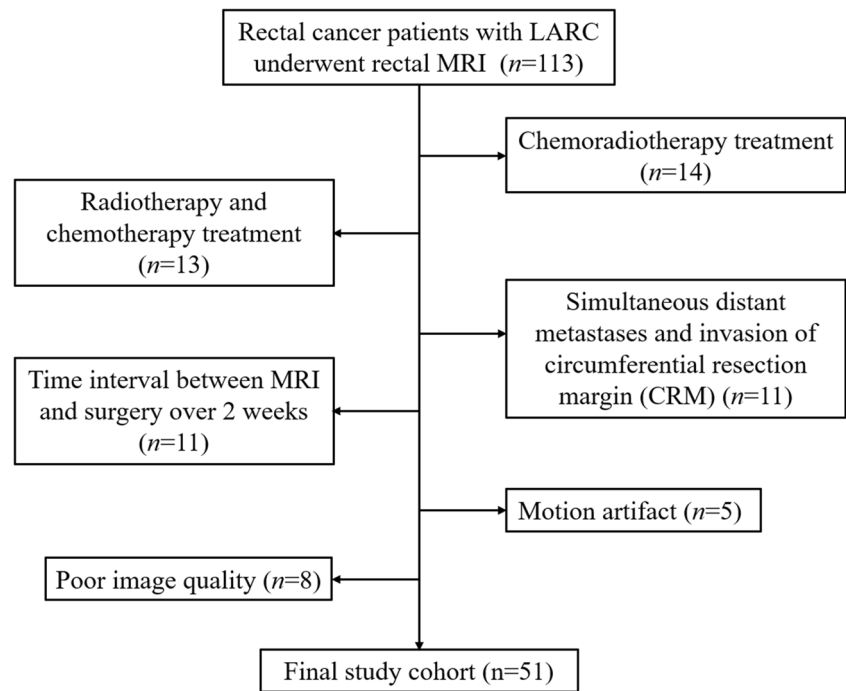 Rectal cancer patients with LARC
underwent rectal MRI (n=113)
Chemoradiotherapy treatment
(n=14)
Radiotherapy and
chemotherapy treatment
(n=13)
Simultaneous distant
metastases and invasion of
circumferential resection
margin (CRM) (n=11)
Time interval between MRI
and surgery over 2 weeks
(n=11)
Motion artifact (n=5)
Poor image quality (n=8)
Final study cohort (n=51)